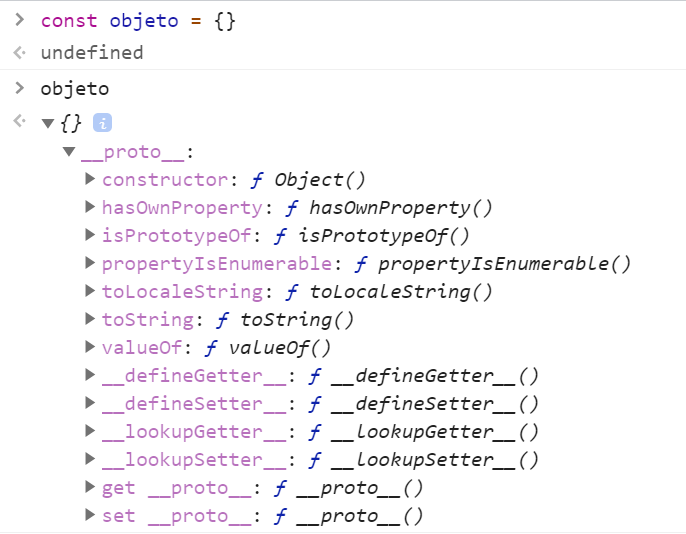 const objeto = {}
undefined
objeto
{} i
__proto__:
constructor: ƒ Object()
hasOwnProperty: ƒ hasOwnProperty()
isPrototypeOf: ƒ isPrototypeOf()
propertyIsEnumerable: ƒ propertyIsEnumerable()
toLocaleString: ƒ toLocaleString()
toString: ƒ toString()
valueOf: ƒ valueOf()
__defineGetter__: ƒ __defineGetter__()
__defineSetter__: ƒ __defineSetter__()
__lookupGetter__: ƒ __lookupGetter__()
__lookupSetter__: ƒ __lookupSetter__()
get __proto__: ƒ __proto__()
set __proto__: ƒ __proto__()